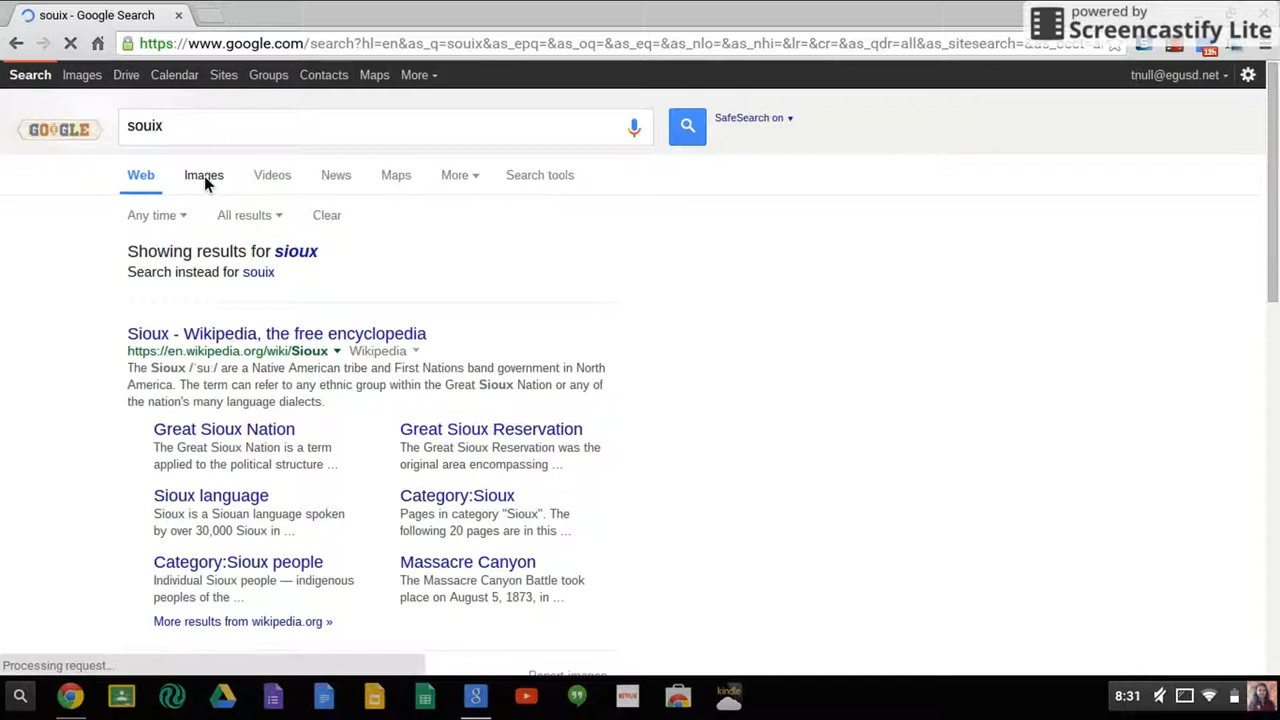 souix - Google Search
powered by
Screencastify Lite
https://www.google.com/search?hl=en&as_q=souix&as_epq=&as_oq=&as_eq=&as_nlo=&as_nhi=&lr=&cr=&as_qdr=all&as_sitesearch=
12h
Search Images Drive Calendar Sites Groups Contacts Maps More
tnull@egusd.net
GOOGLE
souix
SafeSearch on
Web Images Videos News Maps More Search tools
Any time All results Clear
Showing results for sioux
Search instead for souix
Sioux - Wikipedia, the free encyclopedia
https://en.wikipedia.org/wiki/Sioux Wikipedia
The Sioux /ˈsuː/ are a Native American tribe and First Nations band government in North
America. The term can refer to any ethnic group within the Great Sioux Nation or any of
the nation's many language dialects.
Great Sioux Nation
The Great Sioux Nation is a term
applied to the political structure ...
Great Sioux Reservation
The Great Sioux Reservation was the
original area encompassing ...
Sioux language
Sioux is a Siouan language spoken
by over 30,000 Sioux in ...
Category:Sioux
Pages in category "Sioux". The
following 20 pages are in this ...
Category:Sioux people
Individual Sioux people — indigenous
peoples of the ...
Massacre Canyon
The Massacre Canyon Battle took
place on August 5, 1873, in ...
More results from wikipedia.org »
Processing request...
Report images
NETFLIX
kindle
8:31